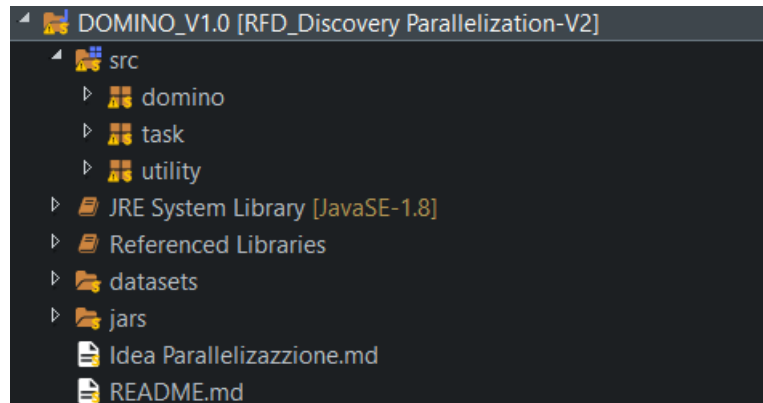 DOMINO_V1.0 [RFD_Discovery Parallelization-V2]
src
domino
task
utility
JRE System Library [JavaSE-1.8]
Referenced Libraries
datasets
jars
Idea Parallelizazzione.md
README.md